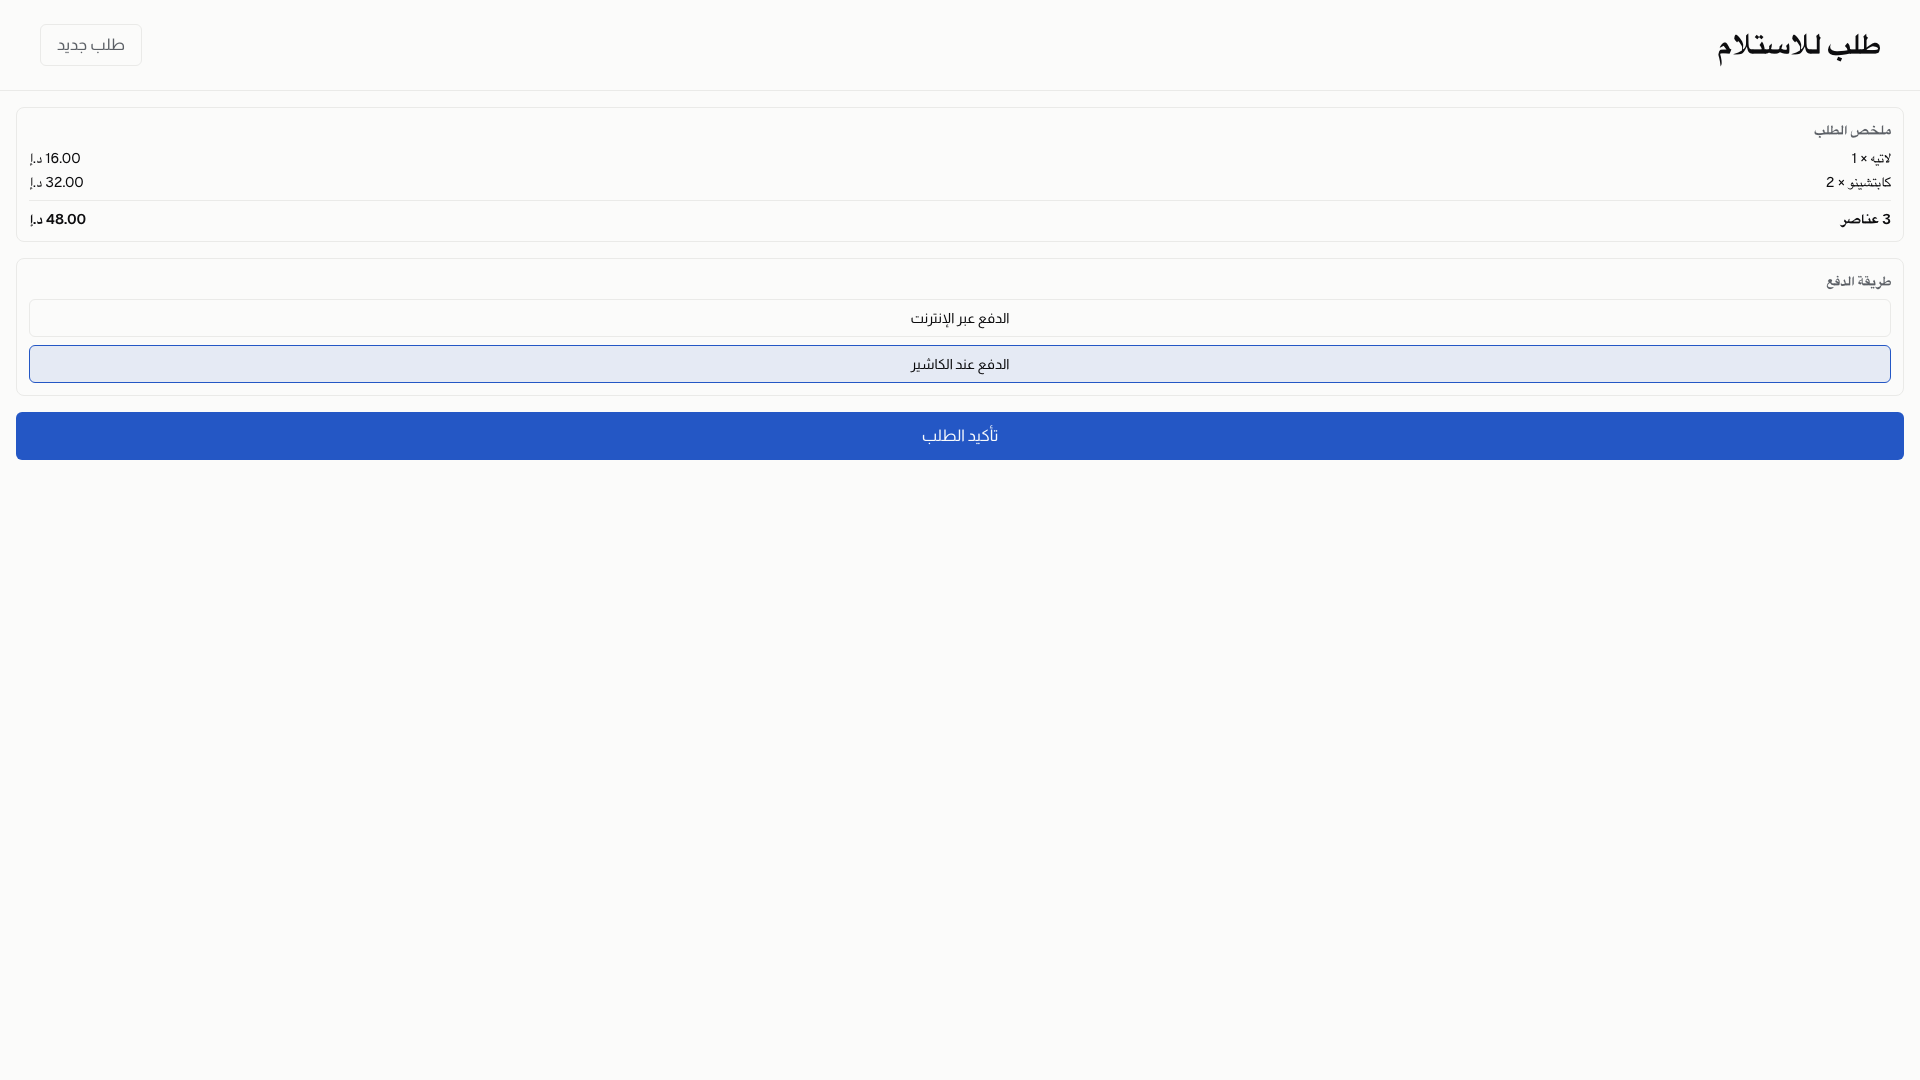 طلب للاستلام
طلب جديد
ملخص الطلب
لاتيه × 1
16.00 د.إ
كابتشينو × 2
32.00 د.إ
3 عناصر
48.00 د.إ
طريقة الدفع
الدفع عبر الإنترنت
الدفع عند الكاشير
تأكيد الطلب